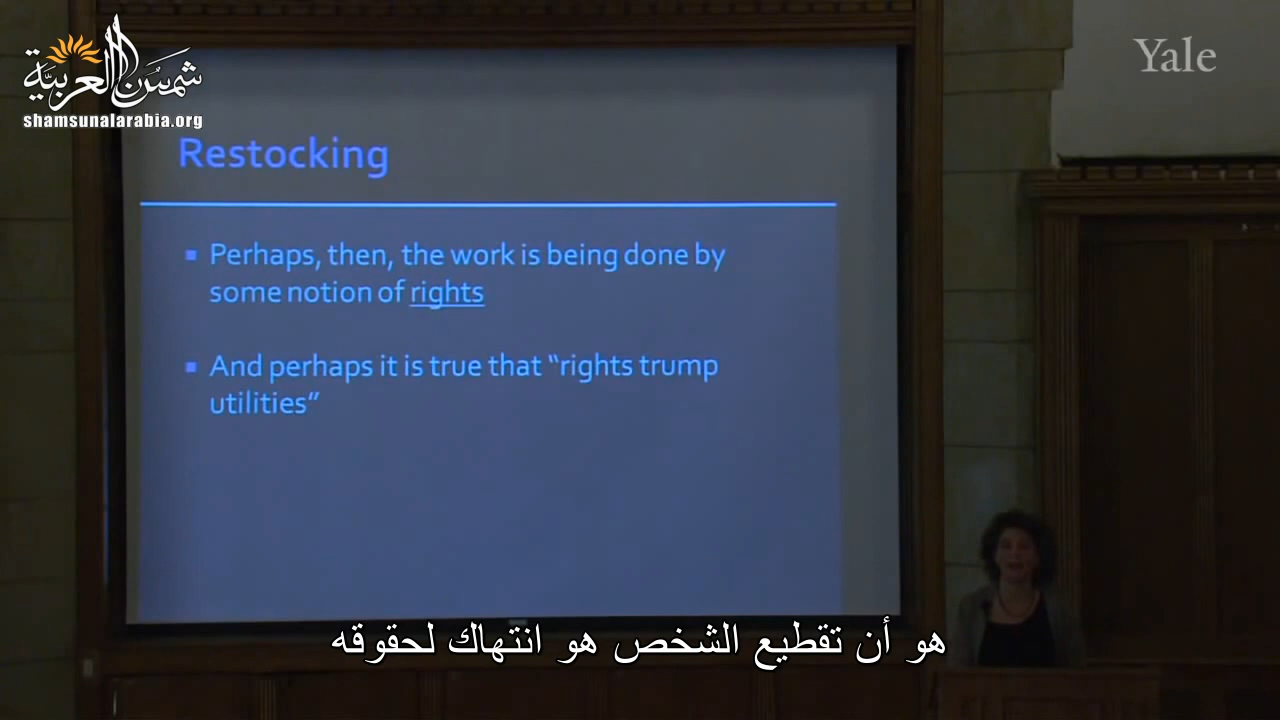 شمس العربية
shamsunalarabia.org
Yale
Restocking
Perhaps, then, the work is being done by
some notion of rights
And perhaps it is true that “rights trump
utilities”
هو أن تقطيع الشخص هو انتهاك لحقوقه